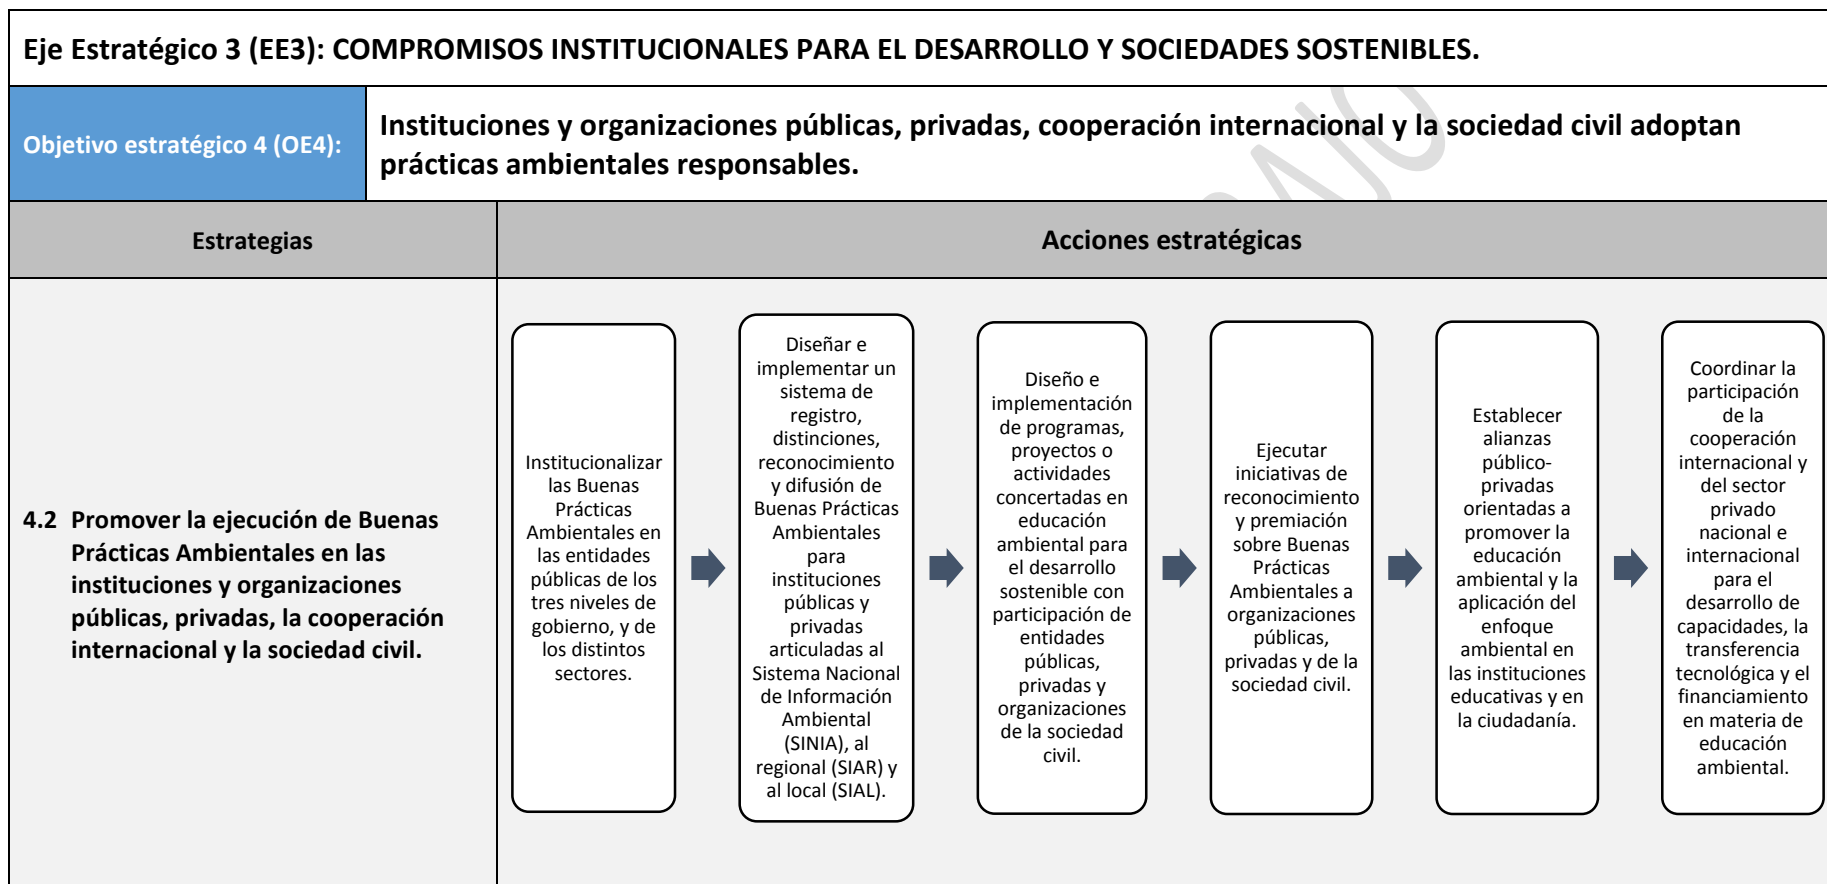 Eje Estratégico 3 (EE3): COMPROMISOS INSTITUCIONALES PARA EL DESARROLLO Y SOCIEDADES SOSTENIBLES.
Objetivo estratégico 4 (OE4):
Instituciones y organizaciones públicas, privadas, cooperación internacional y la sociedad civil adoptan
prácticas ambientales responsables.
Estrategias
Acciones estratégicas
4.2 Promover la ejecución de Buenas
Prácticas Ambientales en las
instituciones y organizaciones
públicas, privadas, la cooperación
internacional y la sociedad civil.
Institucionalizar
las Buenas
Prácticas
Ambientales en
las entidades
públicas de los
tres niveles de
gobierno, y de
los distintos
sectores.
Diseñar e
implementar un
sistema de
registro,
distinciones,
reconocimiento
y difusión de
Buenas Prácticas
Ambientales
para
instituciones
públicas y
privadas
articuladas al
Sistema Nacional
de Información
Ambiental
(SINIA), al
regional (SIAR) y
al local (SIAL).
Diseño e
implementación
de programas,
proyectos o
actividades
concertadas en
educación
ambiental para
el desarrollo
sostenible con
participación de
entidades
públicas,
privadas y
organizaciones
de la sociedad
civil.
Ejecutar
iniciativas de
reconocimiento
y premiación
sobre Buenas
Prácticas
Ambientales a
organizaciones
públicas,
privadas y de la
sociedad civil.
Establecer
alianzas
público-
privadas
orientadas a
promover la
educación
ambiental y la
aplicación del
enfoque
ambiental en
las instituciones
educativas y en
la ciudadanía.
Coordinar la
participación
de la
cooperación
internacional y
del sector
privado
nacional e
internacional
para el
desarrollo de
capacidades, la
transferencia
tecnológica y el
financiamiento
en materia de
educación
ambiental.